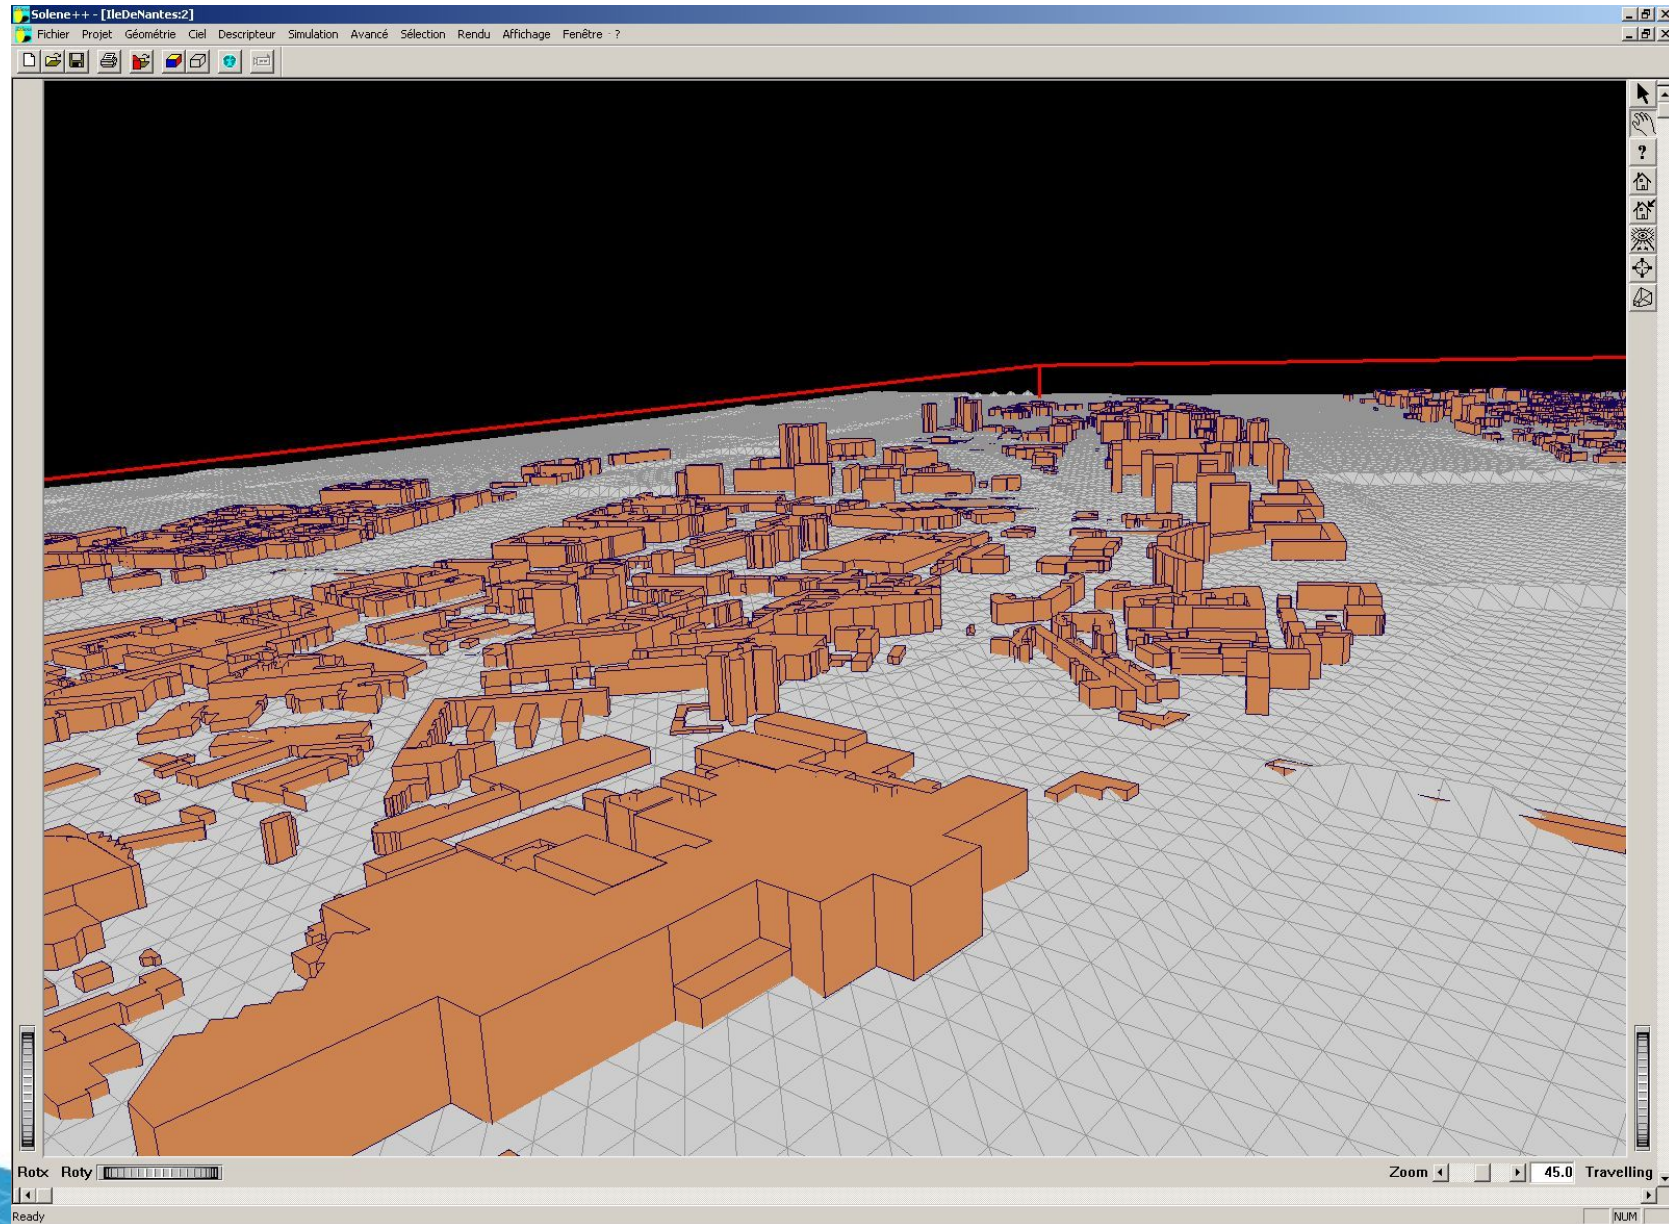 Solene++ - [IleDeNantes:2]
Fichier Projet Géométrie Ciel Descripteur Simulation Avancé Sélection Rendu Affichage Fenêtre ?
?
Rotx Roty Zoom 45.0 Travelling
Ready NUM